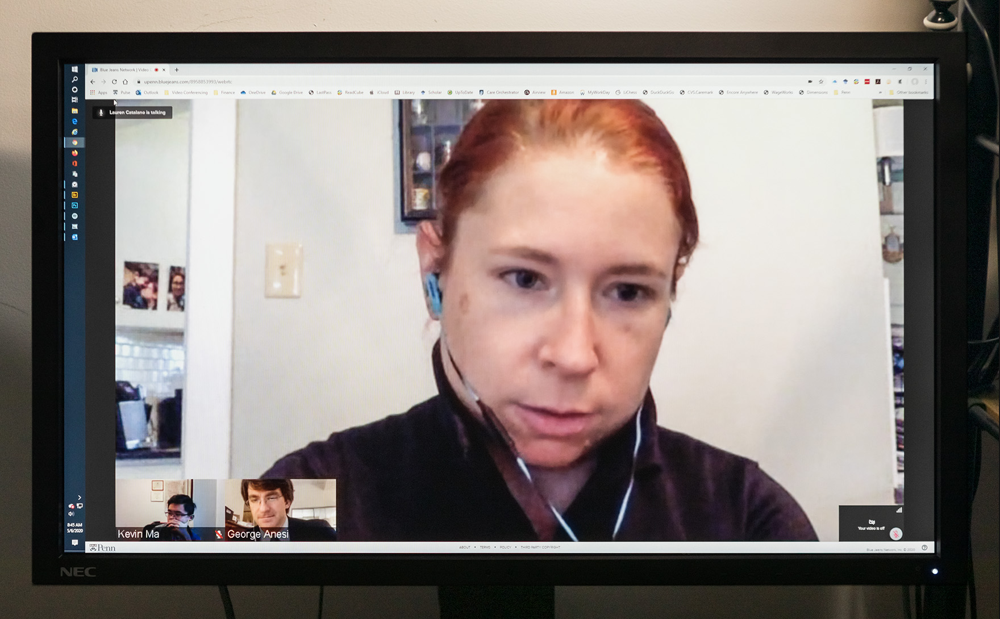 Blue Jeans Network | Video
upenn.bluejeans.com/8958853993/webrtc
Apps Pulse Outlook Video Conferencing Finance OneDrive Google Drive LastPass ReadCube iCloud Library Scholar UpToDate Care Orchestrator Airview Amazon MyWorkDay LiChess DuckDuckGo CVS Caremark Encore Anywhere WageWorks Dimensions Penn Other bookmarks
Lauren Catalano is talking
Kevin Ma
George Anesi
Your video is off
8:45 AM
5/6/2020
Penn
ABOUT • TERMS • POLICY • THIRD PARTY COPYRIGHT
Blue Jeans Network, Inc. © 2020
NEC